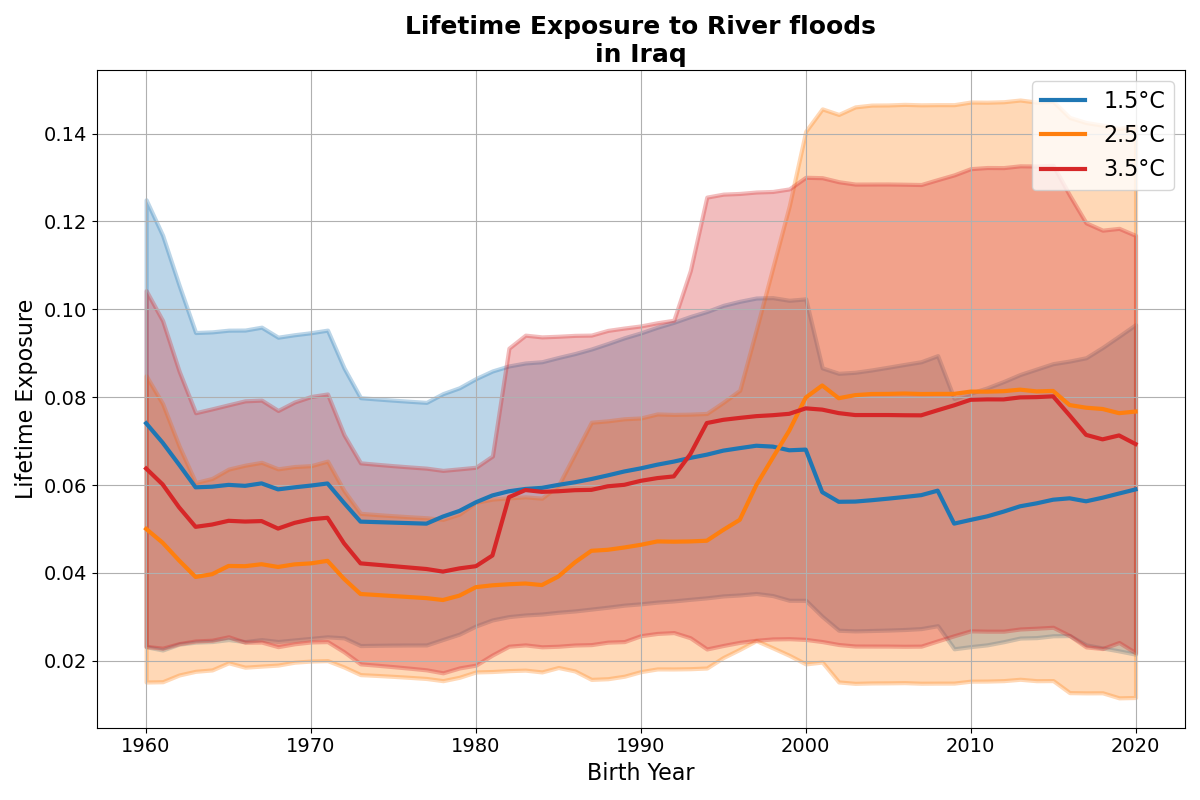 Lifetime Exposure to River floods
in Iraq
1.5°C
2.5°C
3.5°C
Lifetime Exposure
0.14
0.12
0.10
0.08
0.06
0.04
0.02
1960 1970 1980 1990 2000 2010 2020
Birth Year